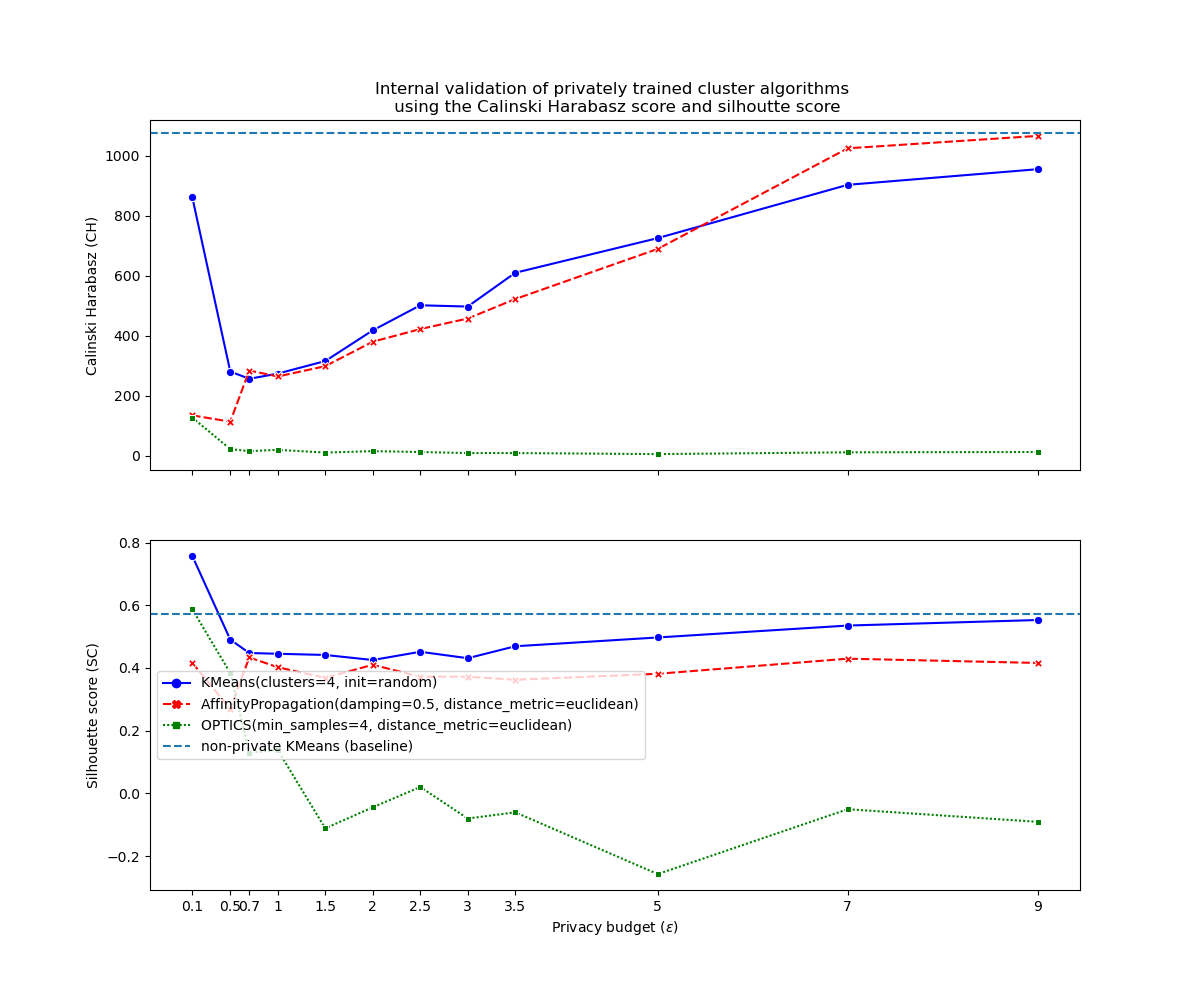 Internal validation of privately trained cluster algorithms
using the Calinski Harabasz score and silhoutte score
Calinski Harabasz (CH)
1000
800
600
400
200
0
Silhouette score (SC)
0.8
0.6
0.4
0.2
0.0
−0.2
KMeans(clusters=4, init=random)
AffinityPropagation(damping=0.5, distance_metric=euclidean)
OPTICS(min_samples=4, distance_metric=euclidean)
non-private KMeans (baseline)
0.1 0.5 0.7 1 1.5 2 2.5 3 3.5 5 7 9
Privacy budget (ε)